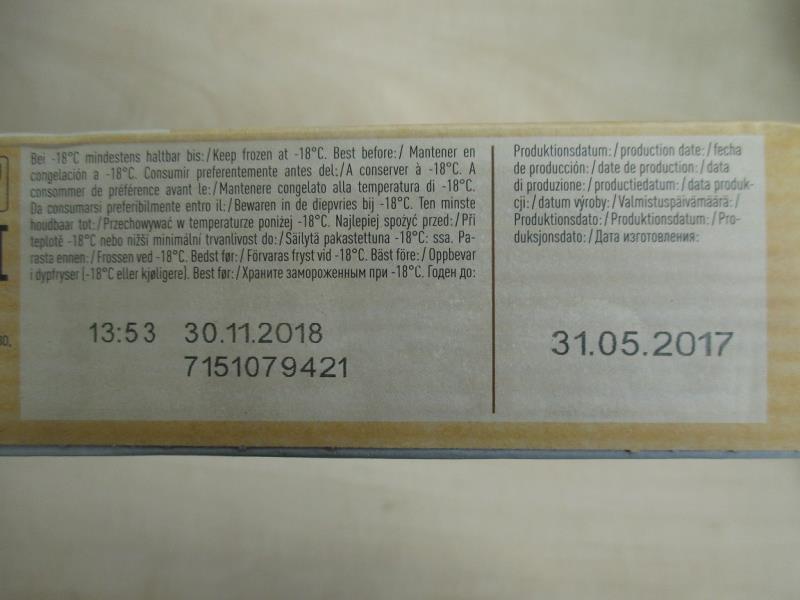 Bei -18°C mindestens haltbar bis:/Keep frozen at -18°C. Best before:/ Mantener en
congelación a -18°C. Consumir preferentemente antes del:/A conserver à -18°C. A
consommer de préférence avant le:/Mantenere congelato alla temperatura di -18°C.
Da consumarsi preferibilmente entro il:/Bewaren in de diepvries bij -18°C. Ten minste
houdbaar tot:/Przechowywać w temperaturze poniżej -18°C. Najlepiej spożyć przed:/Při
teplotě -18°C nebo nižší minimální trvanlivost do:/Säilytä pakastettuna -18°C: ssa. Pa-
rasta ennen:/Frossen ved -18°C. Bedst før:/Förvaras fryst vid -18°C. Bäst före:/Oppbevar
i dypfryser (-18°C eller kjøligere). Best før:/Храните замороженным при -18°C. Годен до:
13:53 30.11.2018
7151079421
Produktionsdatum:/production date:/fecha
de producción:/date de production:/data
di produzione:/productiedatum:/data produk-
cji:/datum výroby:/Valmistuspäivämäärä:/
Produktionsdato:/Produktionsdatum:/Pro-
duksjonsdato:/Дата изготовления:
31.05.2017